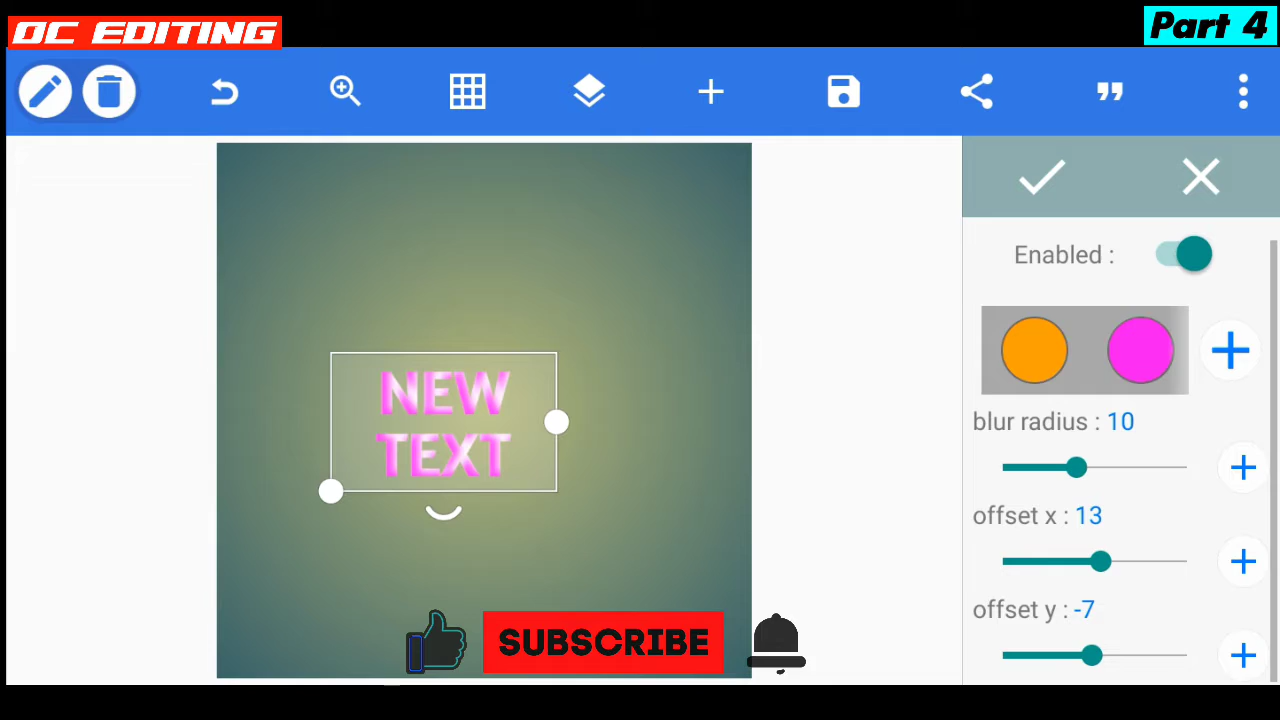 OC EDITING
Part 4
Enabled :
blur radius : 10
offset x : 13
offset y : -7
NEW
TEXT
SUBSCRIBE